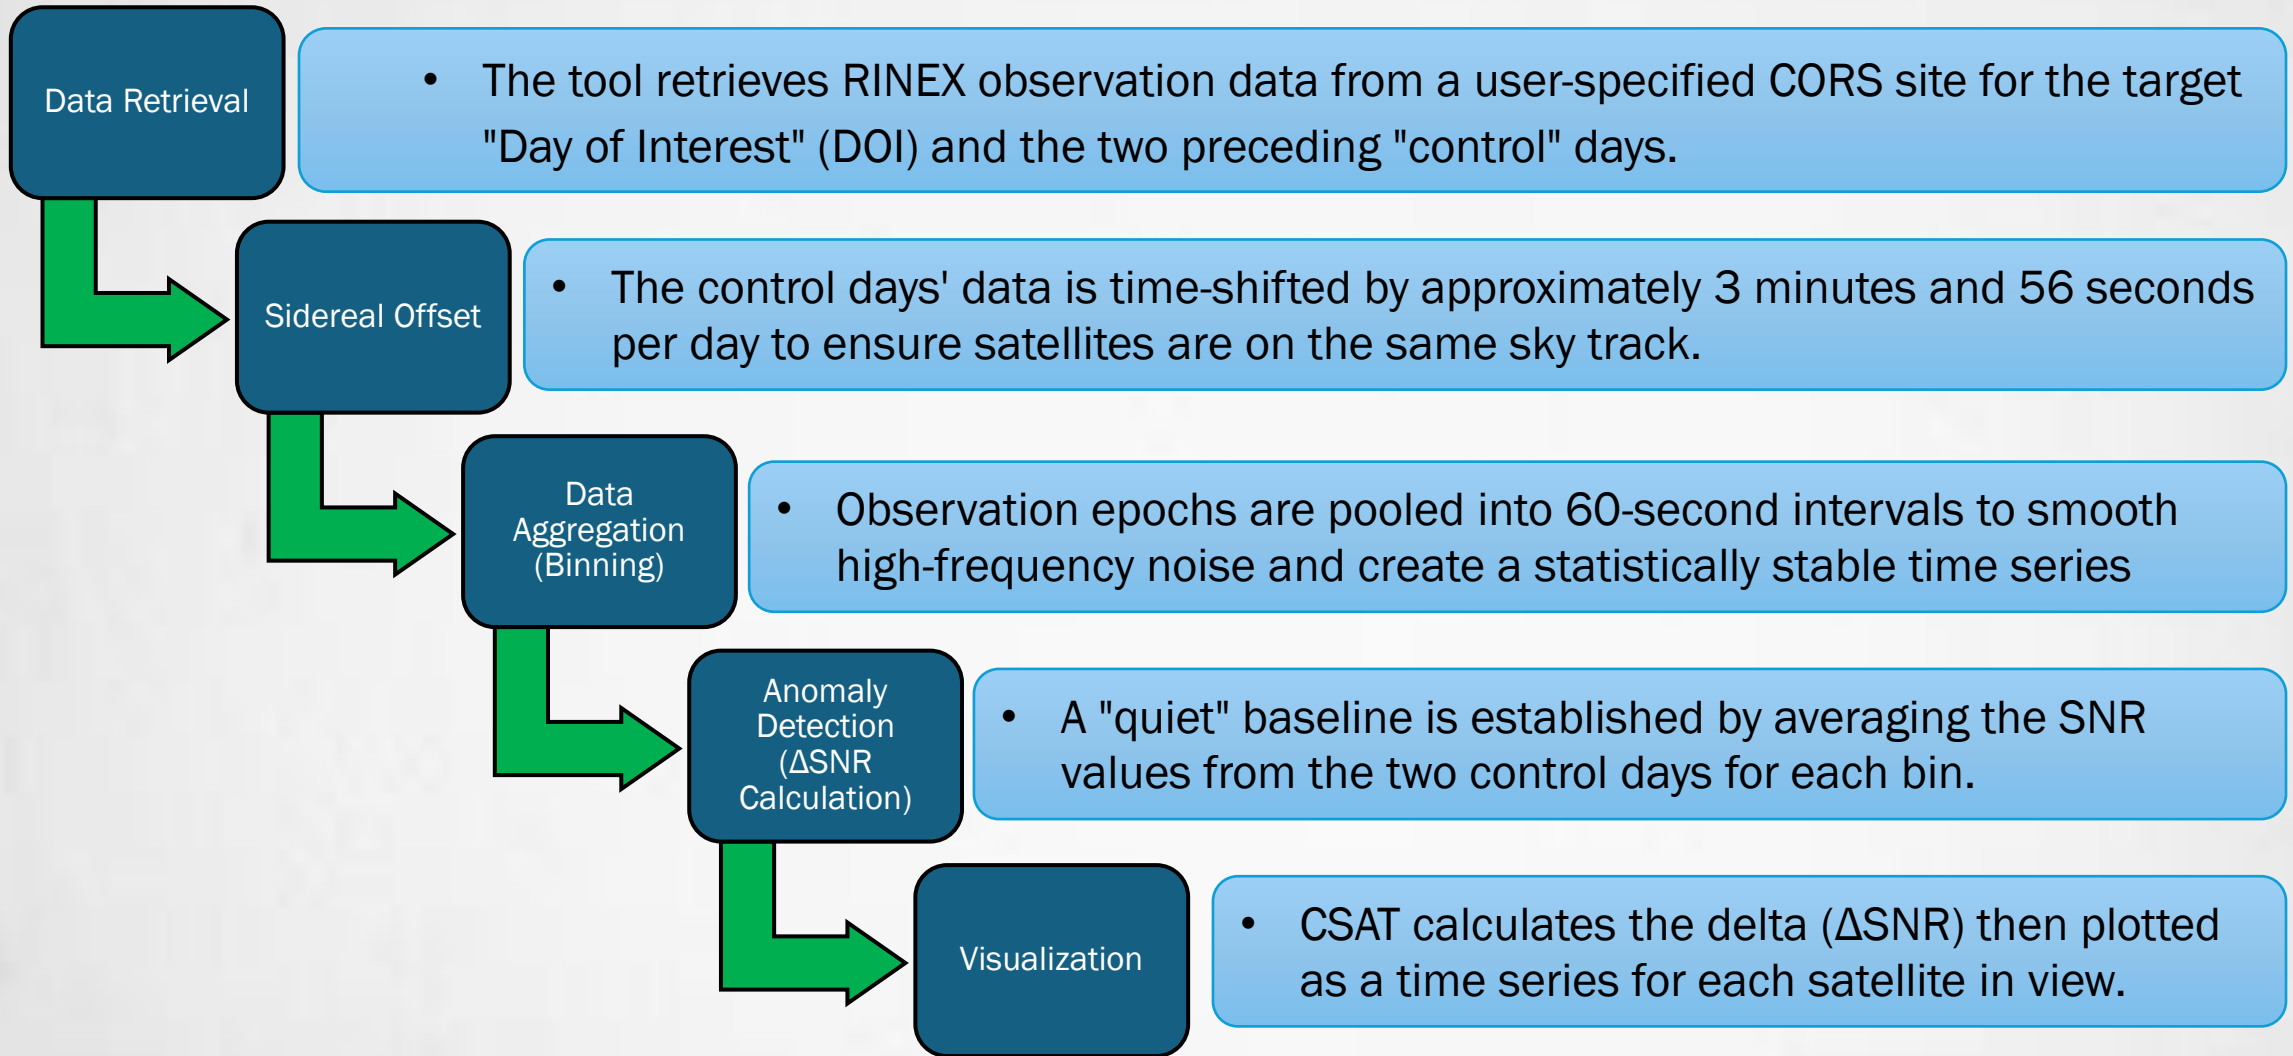 Data Retrieval
• The tool retrieves RINEX observation data from a user-specified CORS site for the target
"Day of Interest" (DOI) and the two preceding "control" days.
Sidereal Offset
• The control days' data is time-shifted by approximately 3 minutes and 56 seconds
per day to ensure satellites are on the same sky track.
Data
Aggregation
(Binning)
• Observation epochs are pooled into 60-second intervals to smooth
high-frequency noise and create a statistically stable time series
Anomaly
Detection
(ΔSNR
Calculation)
• A "quiet" baseline is established by averaging the SNR
values from the two control days for each bin.
Visualization
• CSAT calculates the delta (ΔSNR) then plotted
as a time series for each satellite in view.